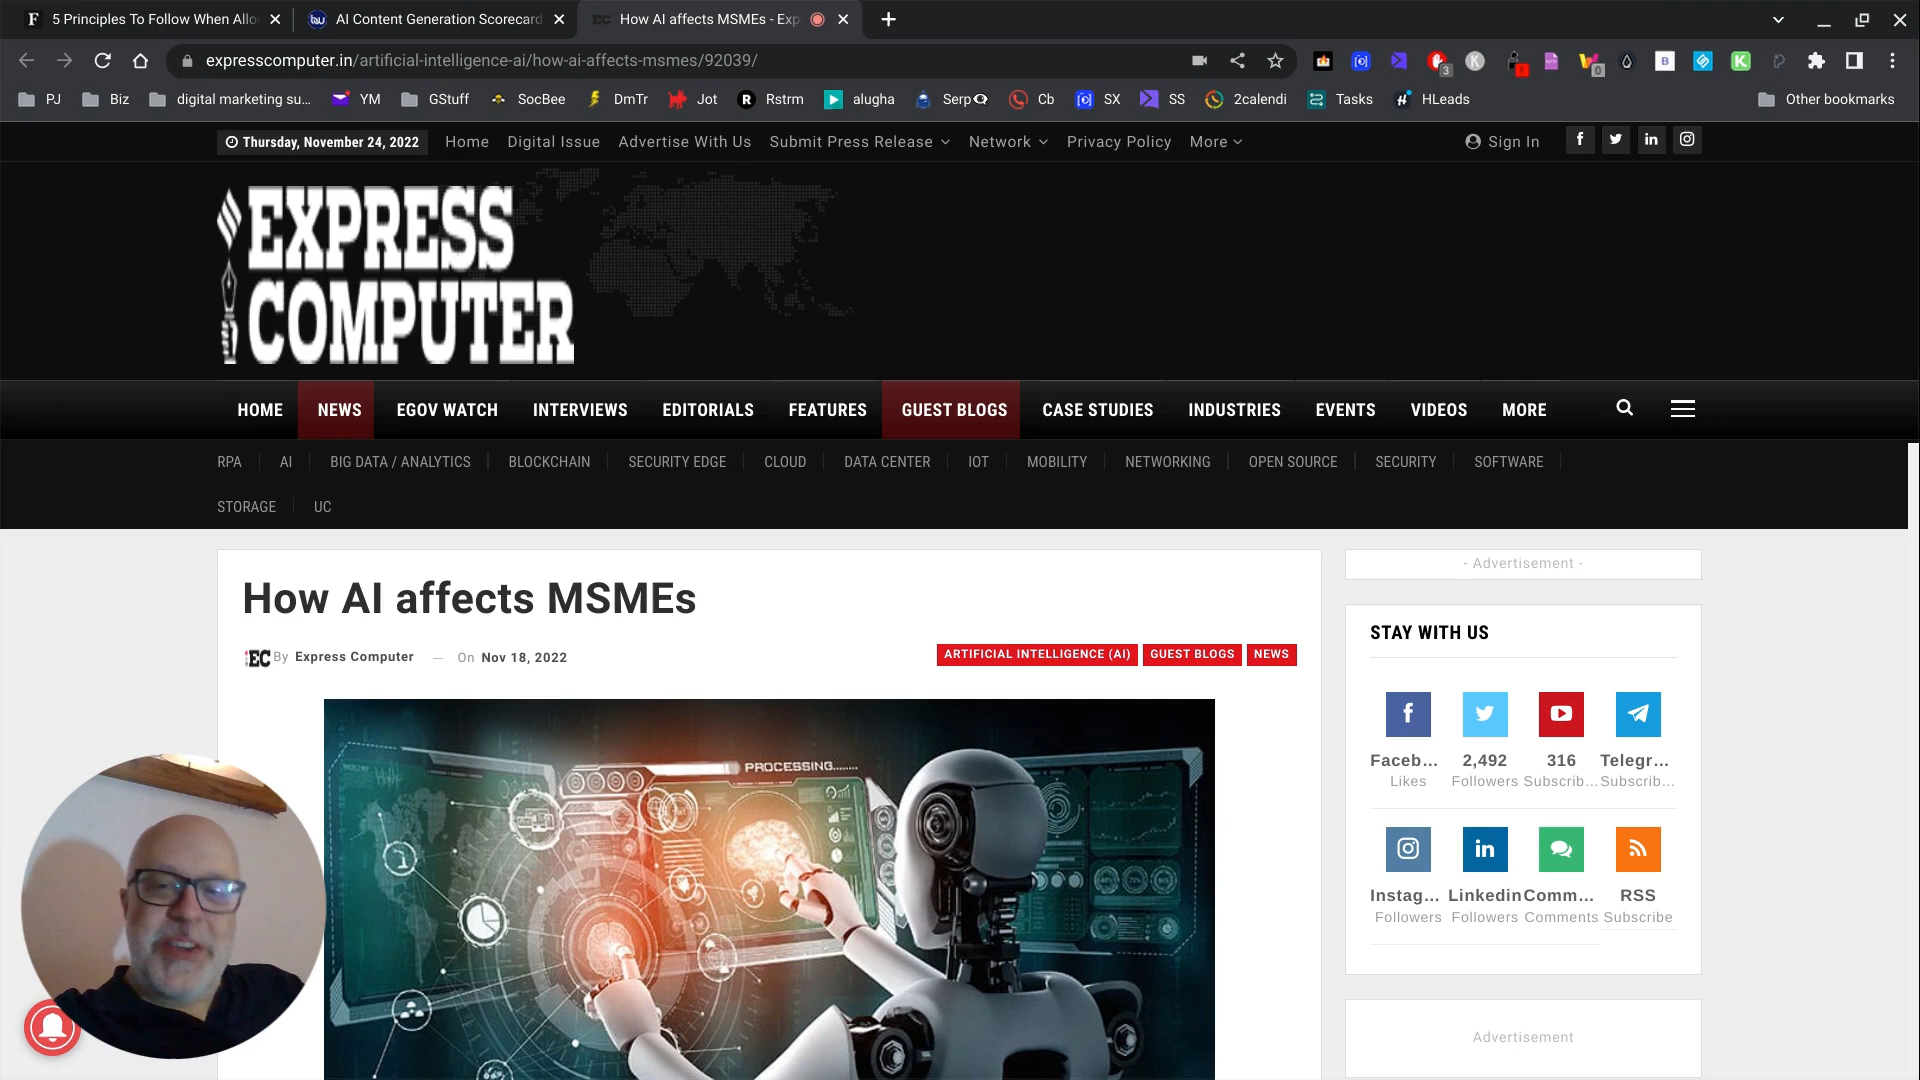 5 Principles To Follow When Allo
AI Content Generation Scorecard
How AI affects MSMEs - Exp
expresscomputer.in/artificial-intelligence-ai/how-ai-affects-msmes/92039/
PJ Biz digital marketing su... YM GStuff SocBee DmTr Jot Rstrm alugha Serp Cb SX SS 2calendi Tasks HLeads Other bookmarks
Thursday, November 24, 2022 Home Digital Issue Advertise With Us Submit Press Release Network Privacy Policy More Sign In
EXPRESS
COMPUTER
HOME NEWS EGOV WATCH INTERVIEWS EDITORIALS FEATURES GUEST BLOGS CASE STUDIES INDUSTRIES EVENTS VIDEOS MORE
RPA AI BIG DATA / ANALYTICS BLOCKCHAIN SECURITY EDGE CLOUD DATA CENTER IOT MOBILITY NETWORKING OPEN SOURCE SECURITY SOFTWARE
STORAGE UC
How AI affects MSMEs
EC By Express Computer — On Nov 18, 2022
ARTIFICIAL INTELLIGENCE (AI) GUEST BLOGS NEWS
PROCESSING........
- Advertisement -
STAY WITH US
Faceb... 2,492 316 Telegr...
Likes Followers Subscrib... Subscrib...
Instag... Linkedin Comm... RSS
Followers Followers Comments Subscribe
Advertisement